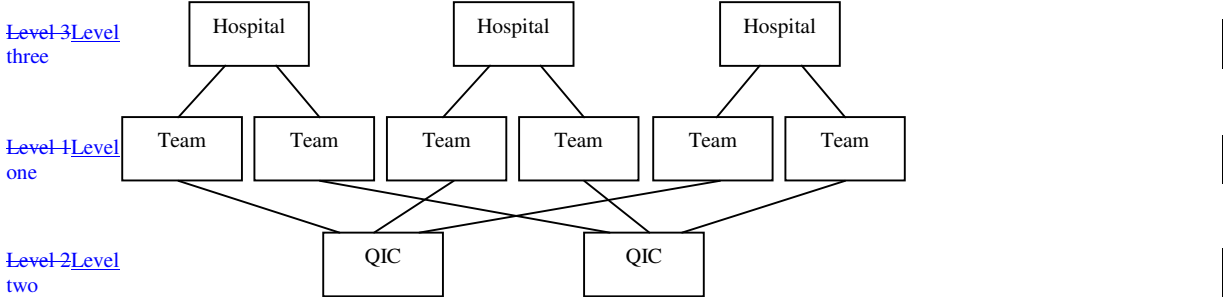 Hospital Hospital Hospital
Level 3Level
three
Team Team Team Team Team Team
Level 1Level
one
QIC QIC
Level 2Level
two